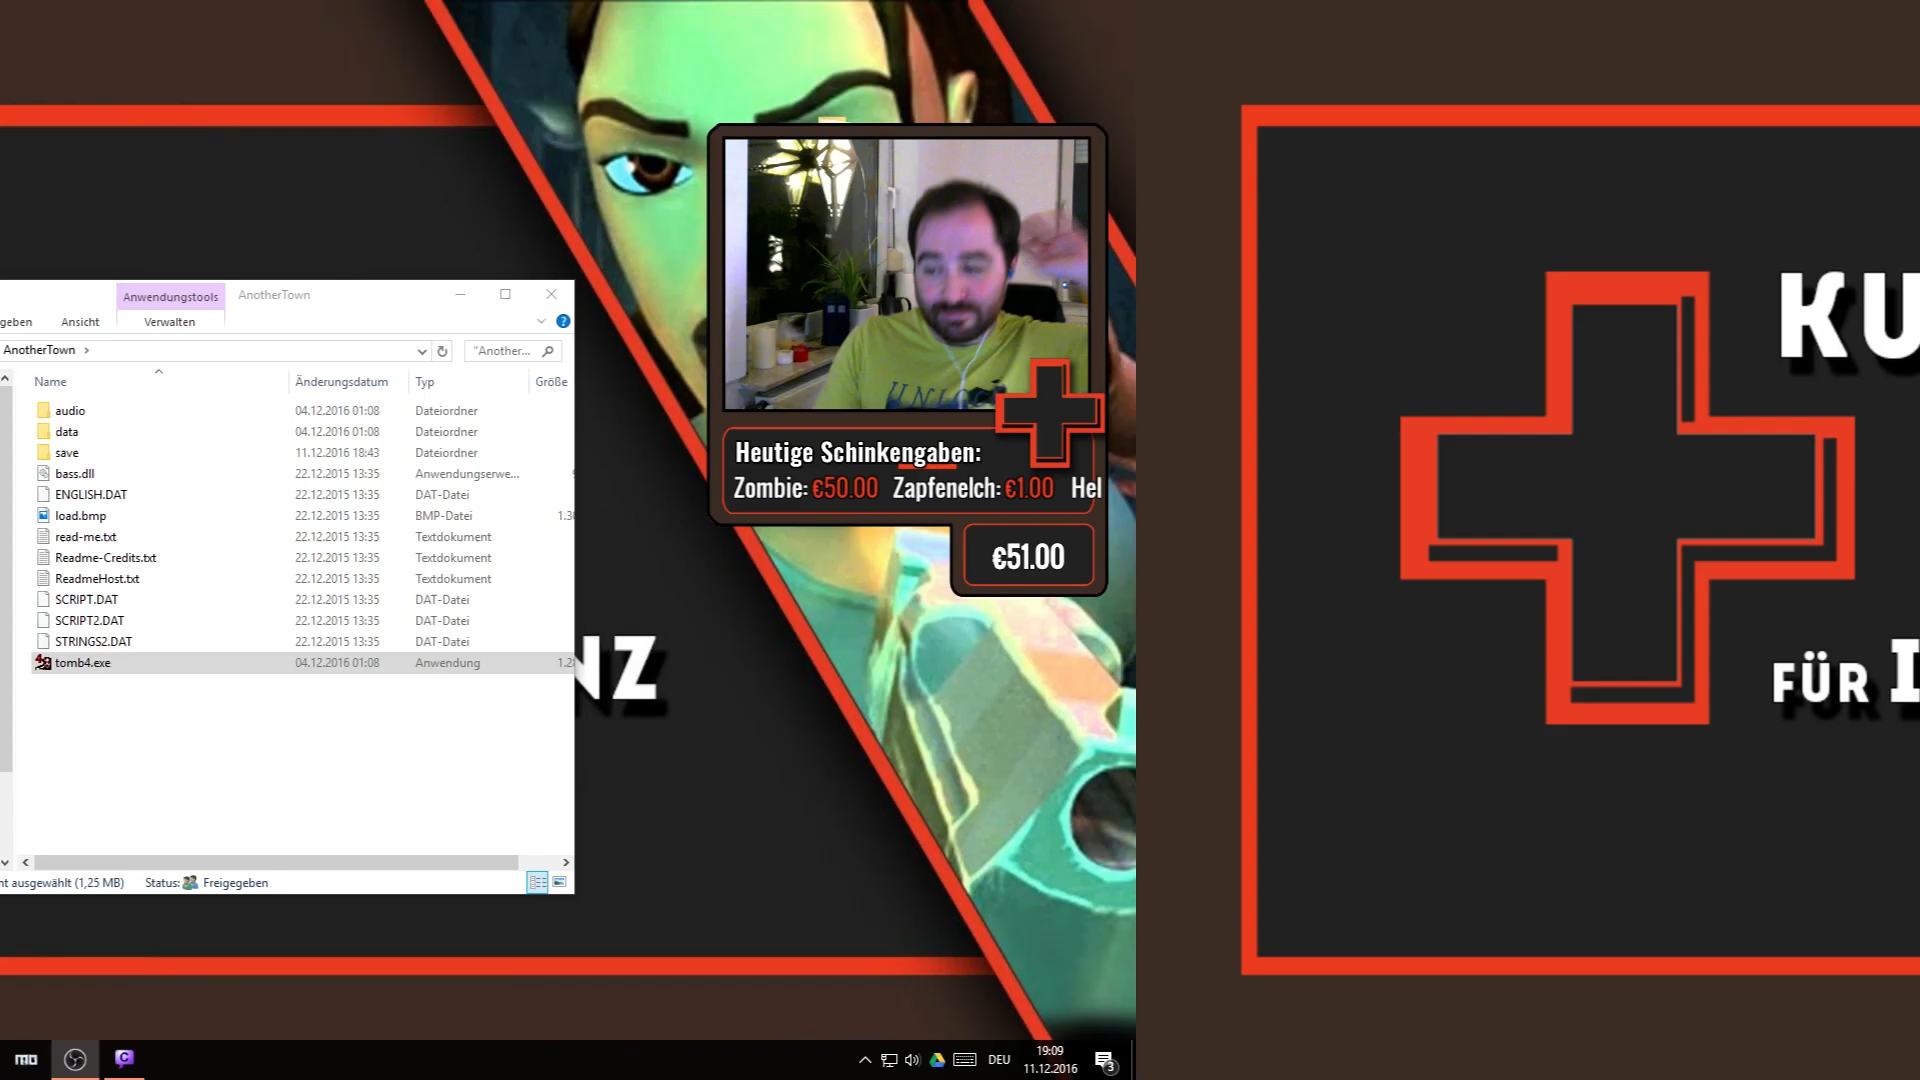 Anwendungstools
AnotherTown
geben
Ansicht
Verwalten
AnotherTown
"Another...
Name
Änderungsdatum
Typ
Größe
audio
04.12.2016 01:08
Dateiordner
data
04.12.2016 01:08
Dateiordner
save
11.12.2016 18:43
Dateiordner
bass.dll
22.12.2015 13:35
Anwendungserwe...
ENGLISH.DAT
22.12.2015 13:35
DAT-Datei
load.bmp
22.12.2015 13:35
BMP-Datei
read-me.txt
22.12.2015 13:35
Textdokument
Readme-Credits.txt
22.12.2015 13:35
Textdokument
ReadmeHost.txt
22.12.2015 13:35
Textdokument
SCRIPT.DAT
22.12.2015 13:35
DAT-Datei
SCRIPT2.DAT
22.12.2015 13:35
DAT-Datei
STRINGS2.DAT
22.12.2015 13:35
DAT-Datei
tomb4.exe
04.12.2016 01:08
Anwendung
nt ausgewählt (1,25 MB)
Status:
Freigegeben
NZ
Heutige Schinkengaben:
Zombie: €50.00 Zapfenelch: €1.00 Hel
€51.00
KU
FÜR I
DEU
19:09
11.12.2016
3